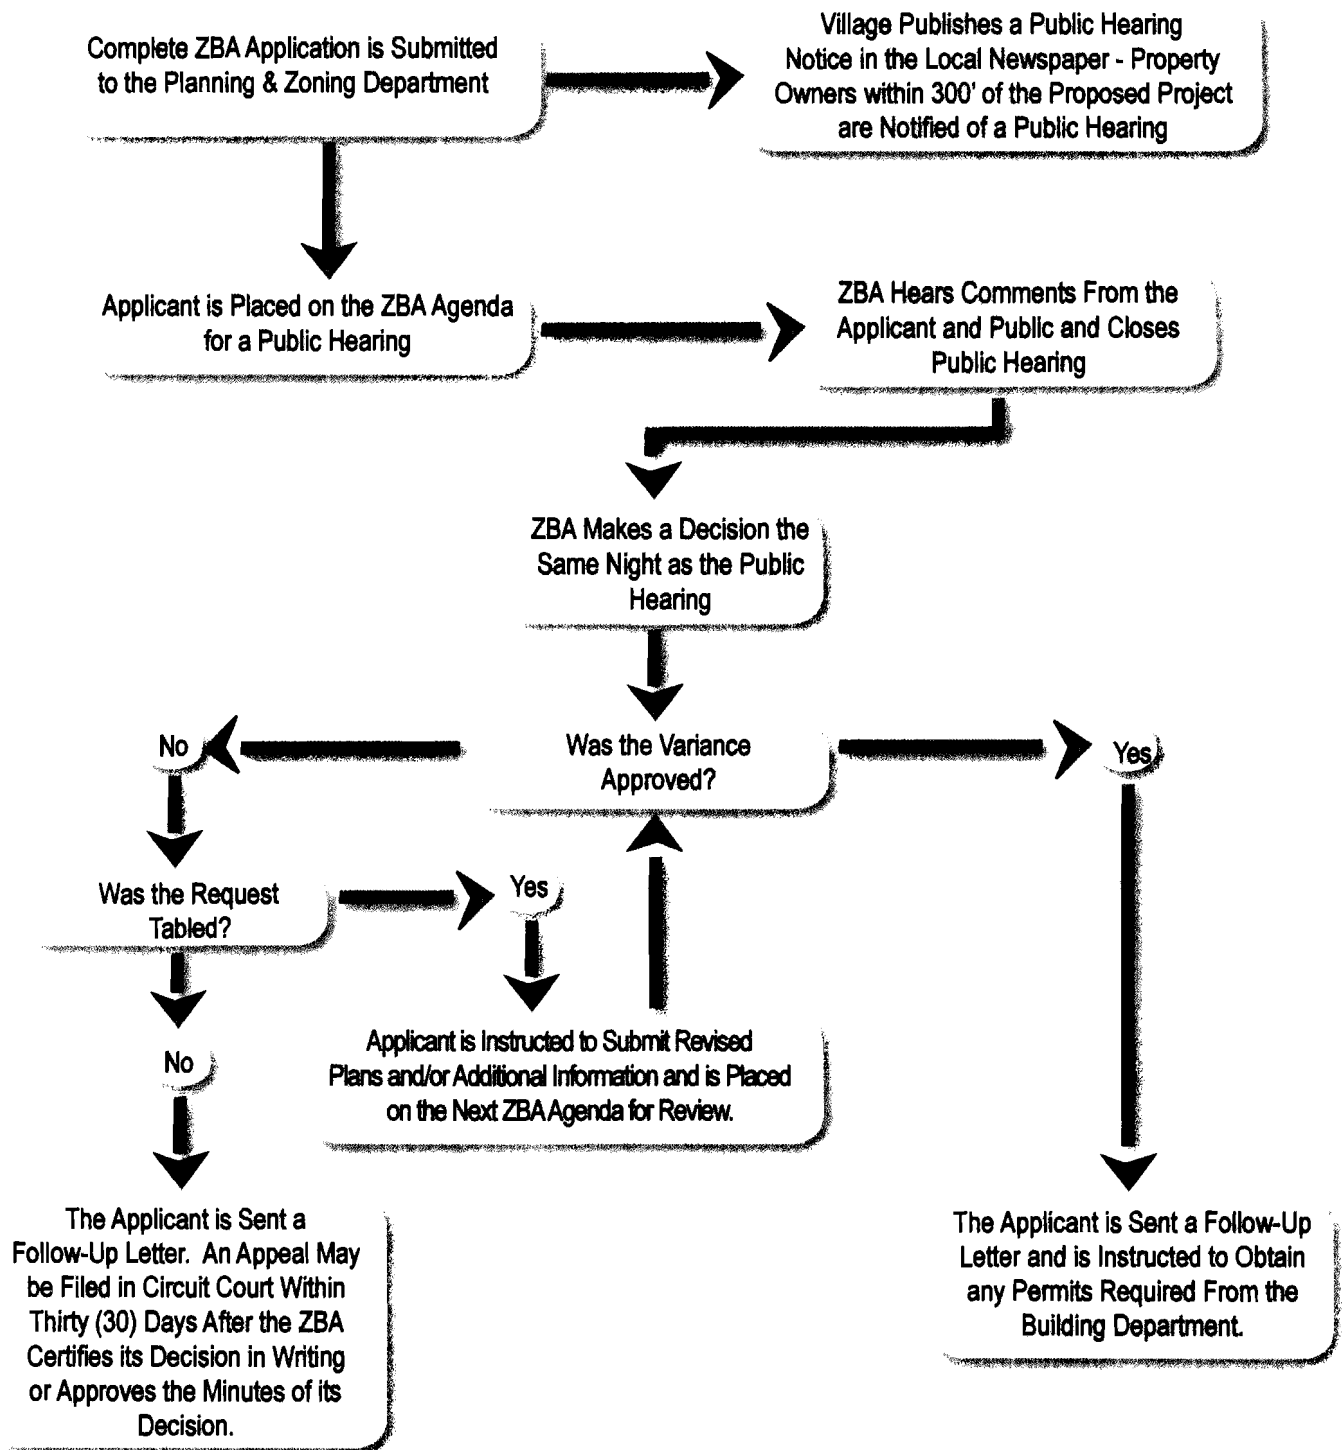 Complete ZBA Application is Submitted
to the Planning & Zoning Department
Village Publishes a Public Hearing
Notice in the Local Newspaper - Property
Owners within 300' of the Proposed Project
are Notified of a Public Hearing
Applicant is Placed on the ZBA Agenda
for a Public Hearing
ZBA Hears Comments From the
Applicant and Public and Closes
Public Hearing
ZBA Makes a Decision the
Same Night as the Public
Hearing
Was the Variance
Approved?
No
Yes
Was the Request
Tabled?
Yes
No
Applicant is Instructed to Submit Revised
Plans and/or Additional Information and is Placed
on the Next ZBA Agenda for Review.
The Applicant is Sent a
Follow-Up Letter. An Appeal May
be Filed in Circuit Court Within
Thirty (30) Days After the ZBA
Certifies its Decision in Writing
or Approves the Minutes of its
Decision.
The Applicant is Sent a Follow-Up
Letter and is Instructed to Obtain
any Permits Required From the
Building Department.